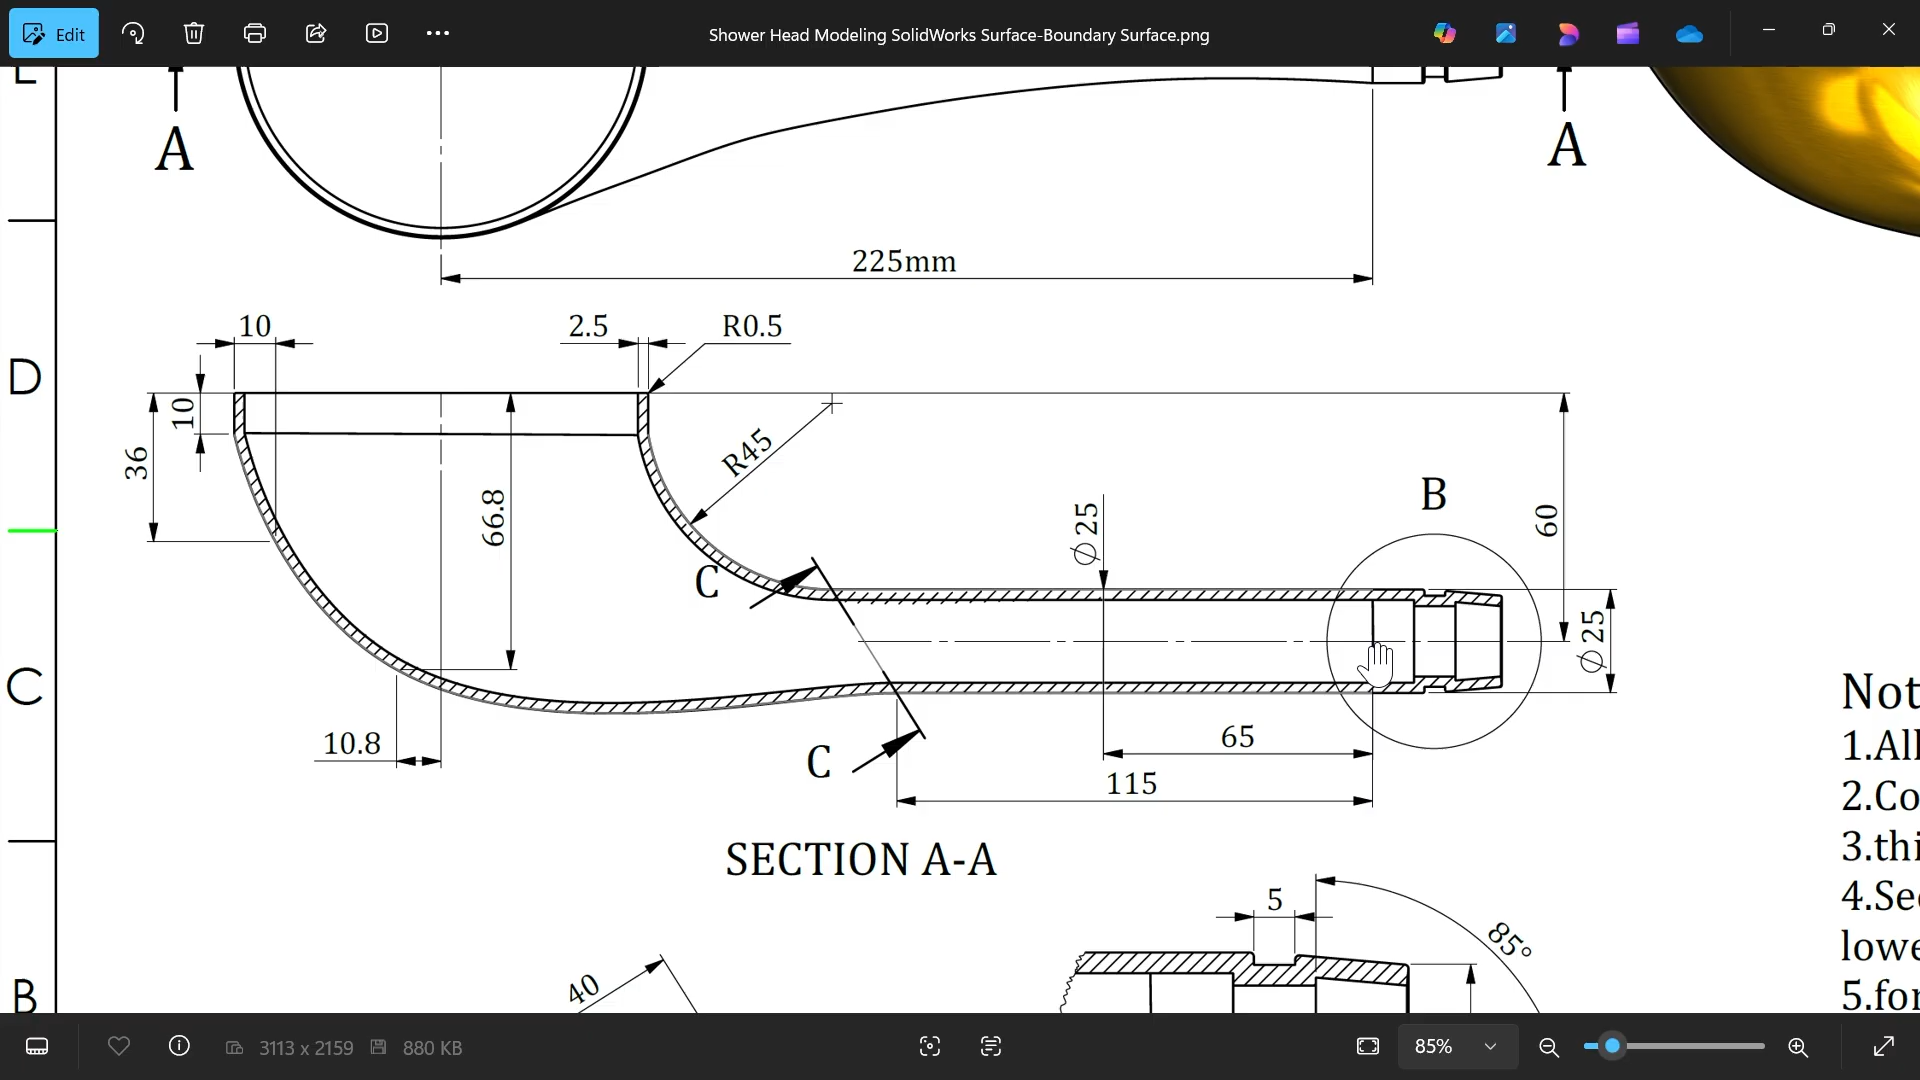 Edit
Shower Head Modeling SolidWorks Surface-Boundary Surface.png
E
A
A
225mm
10
2.5
R0.5
D
10
36
R45
66.8
⌀25
B
60
C
⌀25
C
10.8
C
65
115
SECTION A-A
Not
1.All
2.Co
3.thi
4.Sec
lowe
5.for
5
85°
40
B
3113 x 2159
880 KB
85%